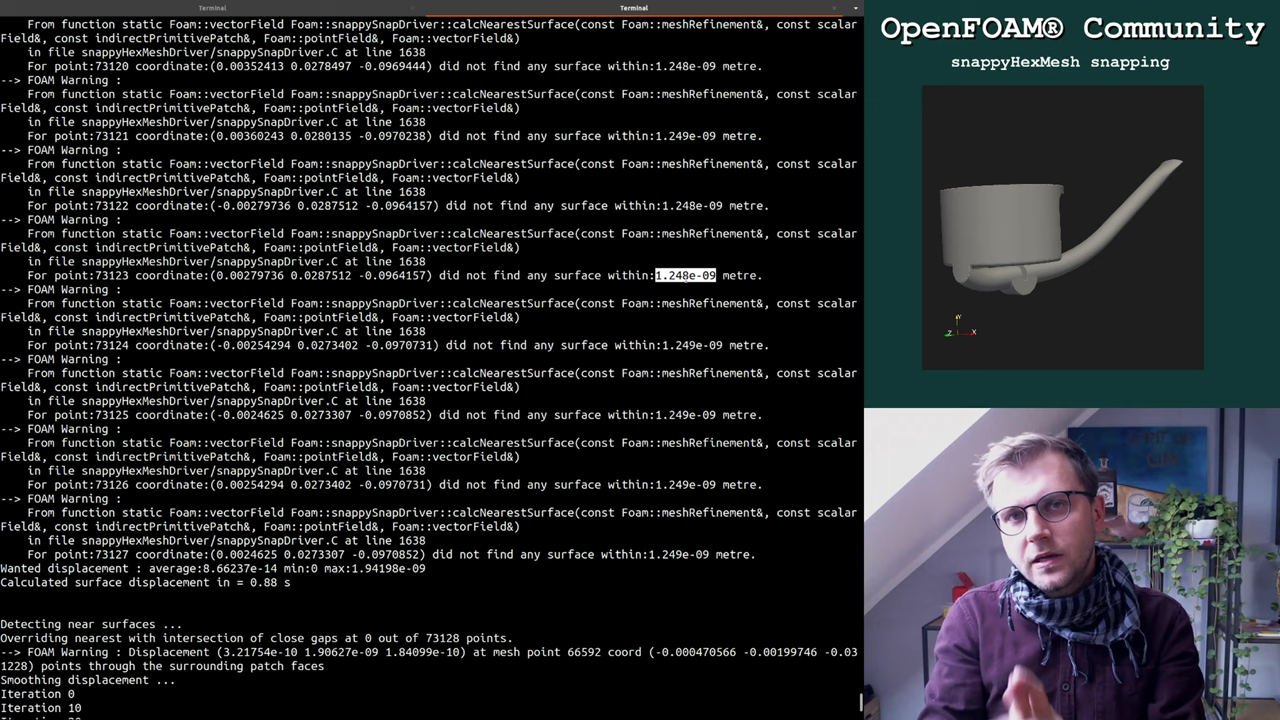 Terminal
Terminal
From function static Foam::vectorField Foam::snappySnapDriver::calcNearestSurface(const Foam::meshRefinement&, const scalar
Field&, const indirectPrimitivePatch&, Foam::pointField&, Foam::vectorField&)
in file snappyHexMeshDriver/snappySnapDriver.C at line 1638
For point:73120 coordinate:(0.00352413 0.0278497 -0.0969444) did not find any surface within:1.248e-09 metre.
--> FOAM Warning :
From function static Foam::vectorField Foam::snappySnapDriver::calcNearestSurface(const Foam::meshRefinement&, const scalar
Field&, const indirectPrimitivePatch&, Foam::pointField&, Foam::vectorField&)
in file snappyHexMeshDriver/snappySnapDriver.C at line 1638
For point:73121 coordinate:(0.00360243 0.0280135 -0.0970238) did not find any surface within:1.249e-09 metre.
--> FOAM Warning :
From function static Foam::vectorField Foam::snappySnapDriver::calcNearestSurface(const Foam::meshRefinement&, const scalar
Field&, const indirectPrimitivePatch&, Foam::pointField&, Foam::vectorField&)
in file snappyHexMeshDriver/snappySnapDriver.C at line 1638
For point:73122 coordinate:(-0.00279736 0.0287512 -0.0964157) did not find any surface within:1.248e-09 metre.
--> FOAM Warning :
From function static Foam::vectorField Foam::snappySnapDriver::calcNearestSurface(const Foam::meshRefinement&, const scalar
Field&, const indirectPrimitivePatch&, Foam::pointField&, Foam::vectorField&)
in file snappyHexMeshDriver/snappySnapDriver.C at line 1638
For point:73123 coordinate:(0.00279736 0.0287512 -0.0964157) did not find any surface within:1.248e-09 metre.
--> FOAM Warning :
From function static Foam::vectorField Foam::snappySnapDriver::calcNearestSurface(const Foam::meshRefinement&, const scalar
Field&, const indirectPrimitivePatch&, Foam::pointField&, Foam::vectorField&)
in file snappyHexMeshDriver/snappySnapDriver.C at line 1638
For point:73124 coordinate:(-0.00254294 0.0273402 -0.0970731) did not find any surface within:1.249e-09 metre.
--> FOAM Warning :
From function static Foam::vectorField Foam::snappySnapDriver::calcNearestSurface(const Foam::meshRefinement&, const scalar
Field&, const indirectPrimitivePatch&, Foam::pointField&, Foam::vectorField&)
in file snappyHexMeshDriver/snappySnapDriver.C at line 1638
For point:73125 coordinate:(-0.0024625 0.0273307 -0.0970852) did not find any surface within:1.249e-09 metre.
--> FOAM Warning :
From function static Foam::vectorField Foam::snappySnapDriver::calcNearestSurface(const Foam::meshRefinement&, const scalar
Field&, const indirectPrimitivePatch&, Foam::pointField&, Foam::vectorField&)
in file snappyHexMeshDriver/snappySnapDriver.C at line 1638
For point:73126 coordinate:(0.00254294 0.0273402 -0.0970731) did not find any surface within:1.249e-09 metre.
--> FOAM Warning :
From function static Foam::vectorField Foam::snappySnapDriver::calcNearestSurface(const Foam::meshRefinement&, const scalar
Field&, const indirectPrimitivePatch&, Foam::pointField&, Foam::vectorField&)
in file snappyHexMeshDriver/snappySnapDriver.C at line 1638
For point:73127 coordinate:(0.0024625 0.0273307 -0.0970852) did not find any surface within:1.249e-09 metre.
Wanted displacement : average:8.66237e-14 min:0 max:1.94198e-09
Calculated surface displacement in = 0.88 s
Detecting near surfaces ...
Overriding nearest with intersection of close gaps at 0 out of 73128 points.
--> FOAM Warning : Displacement (3.21754e-10 1.90627e-09 1.84099e-10) at mesh point 66592 coord (-0.000470566 -0.00199746 -0.03
1228) points through the surrounding patch faces
Smoothing displacement ...
Iteration 0
Iteration 10
OpenFOAM® Community
snappyHexMesh snapping
Y
Z
X